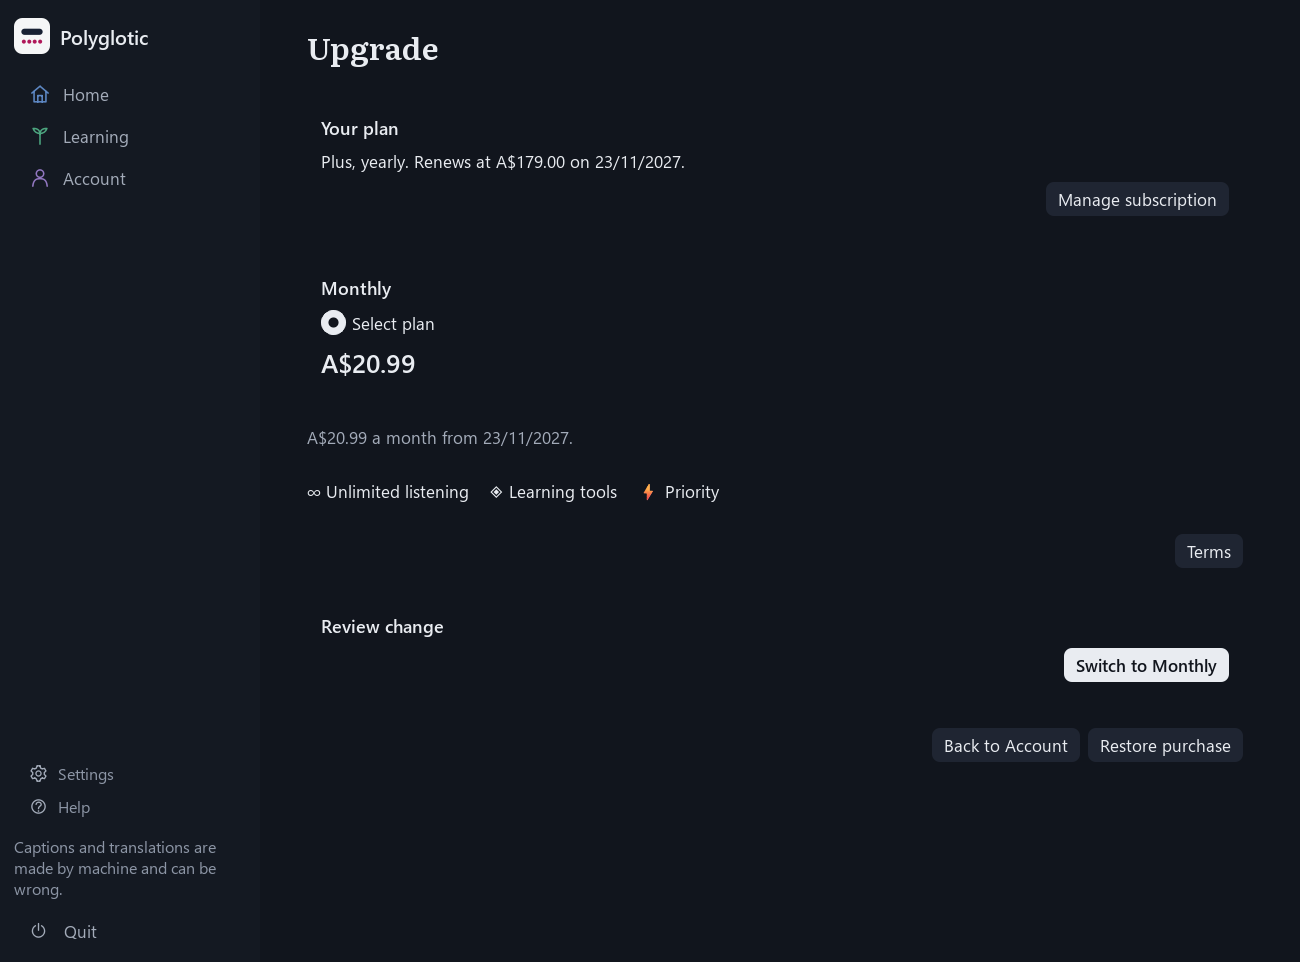 Polyglotic
Home
Learning
Account
Settings
Help
Captions and translations are
made by machine and can be
wrong.
Quit
Upgrade
Your plan
Plus, yearly. Renews at A$179.00 on 23/11/2027.
Manage subscription
Monthly
Select plan
A$20.99
A$20.99 a month from 23/11/2027.
∞ Unlimited listening Learning tools Priority
Terms
Review change
Switch to Monthly
Back to Account Restore purchase